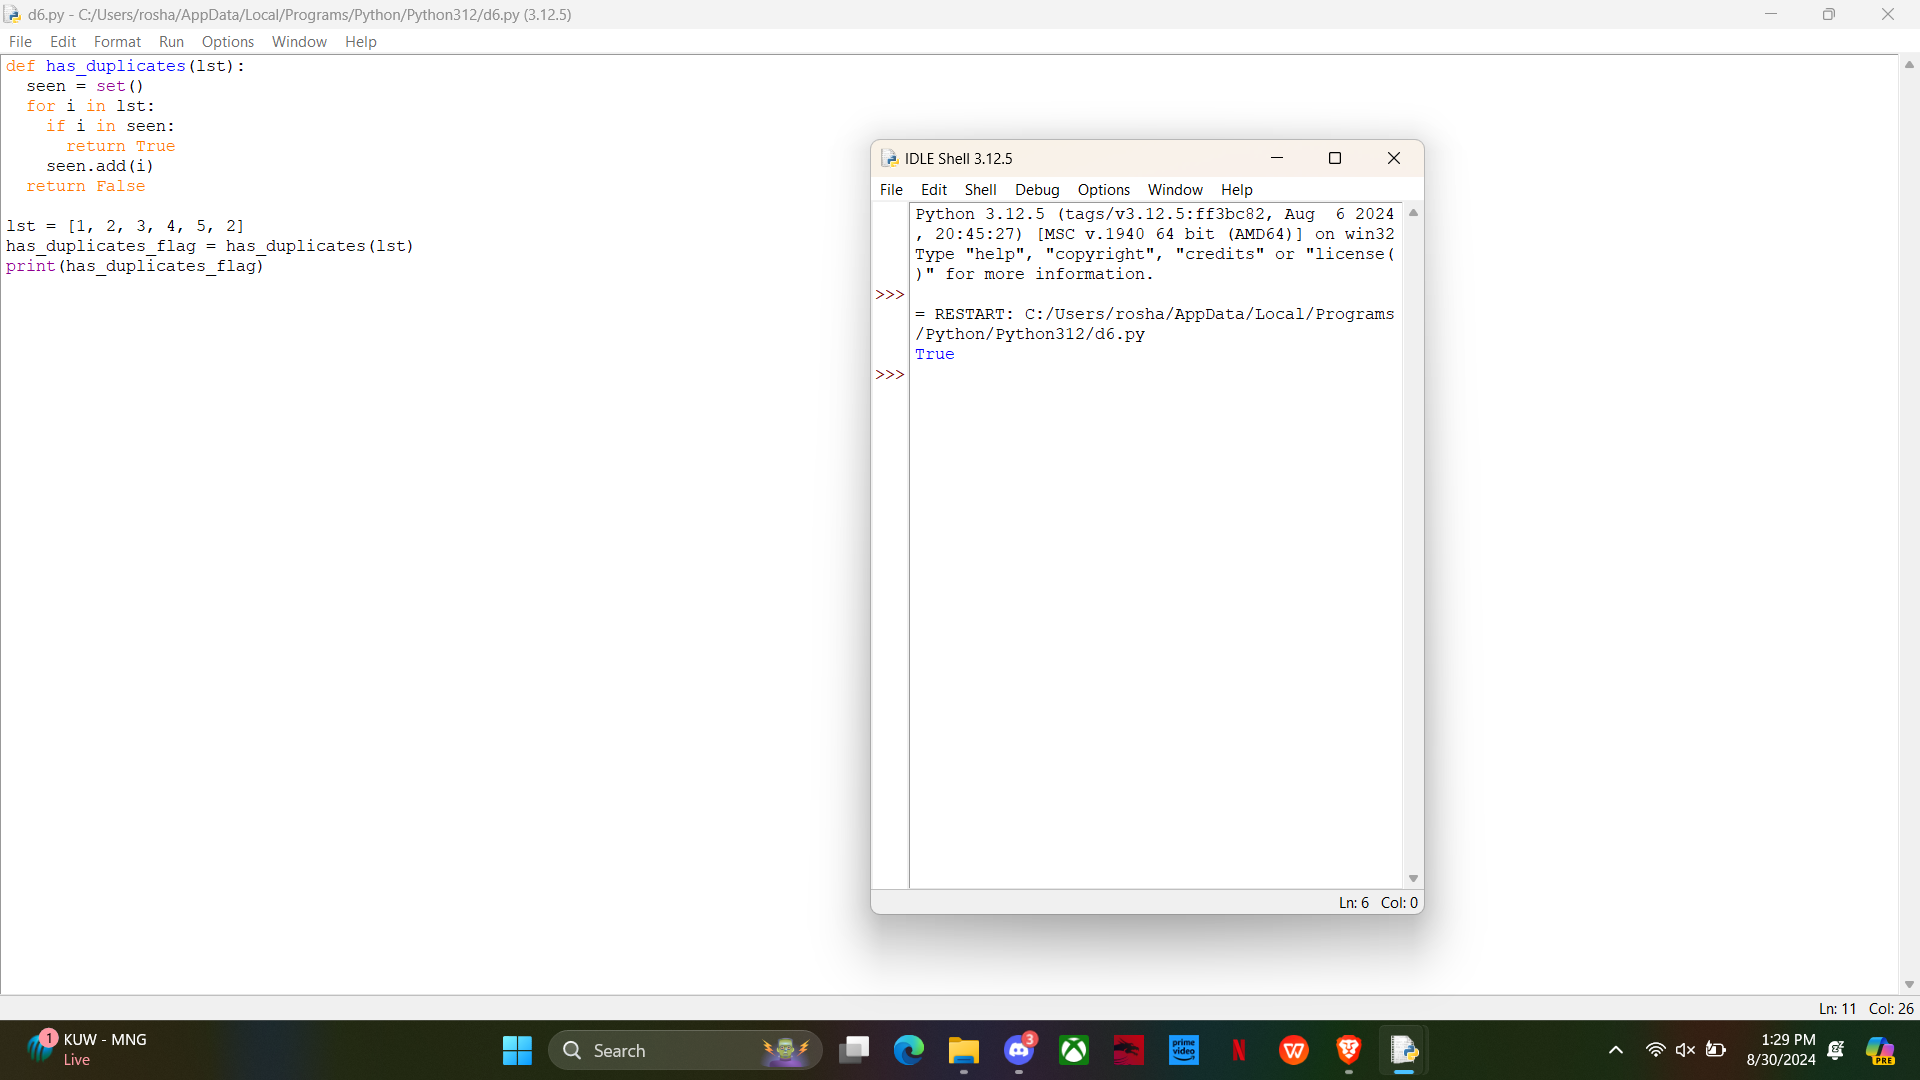 d6.py - C:/Users/rosha/AppData/Local/Programs/Python/Python312/d6.py (3.12.5)
File Edit Format Run Options Window Help
def has_duplicates(lst):
  seen = set()
  for i in lst:
    if i in seen:
      return True
    seen.add(i)
  return False
lst = [1, 2, 3, 4, 5, 2]
has_duplicates_flag = has_duplicates(lst)
print(has_duplicates_flag)
IDLE Shell 3.12.5
File Edit Shell Debug Options Window Help
Python 3.12.5 (tags/v3.12.5:ff3bc82, Aug  6 2024
, 20:45:27) [MSC v.1940 64 bit (AMD64)] on win32
Type "help", "copyright", "credits" or "license(
)" for more information.
>>>
= RESTART: C:/Users/rosha/AppData/Local/Programs
/Python/Python312/d6.py
True
>>>
Ln: 6 Col: 0
Ln: 11 Col: 26
1
KUW - MNG
Live
Search
3
prime
video
N
W
1:29 PM
8/30/2024
PRE